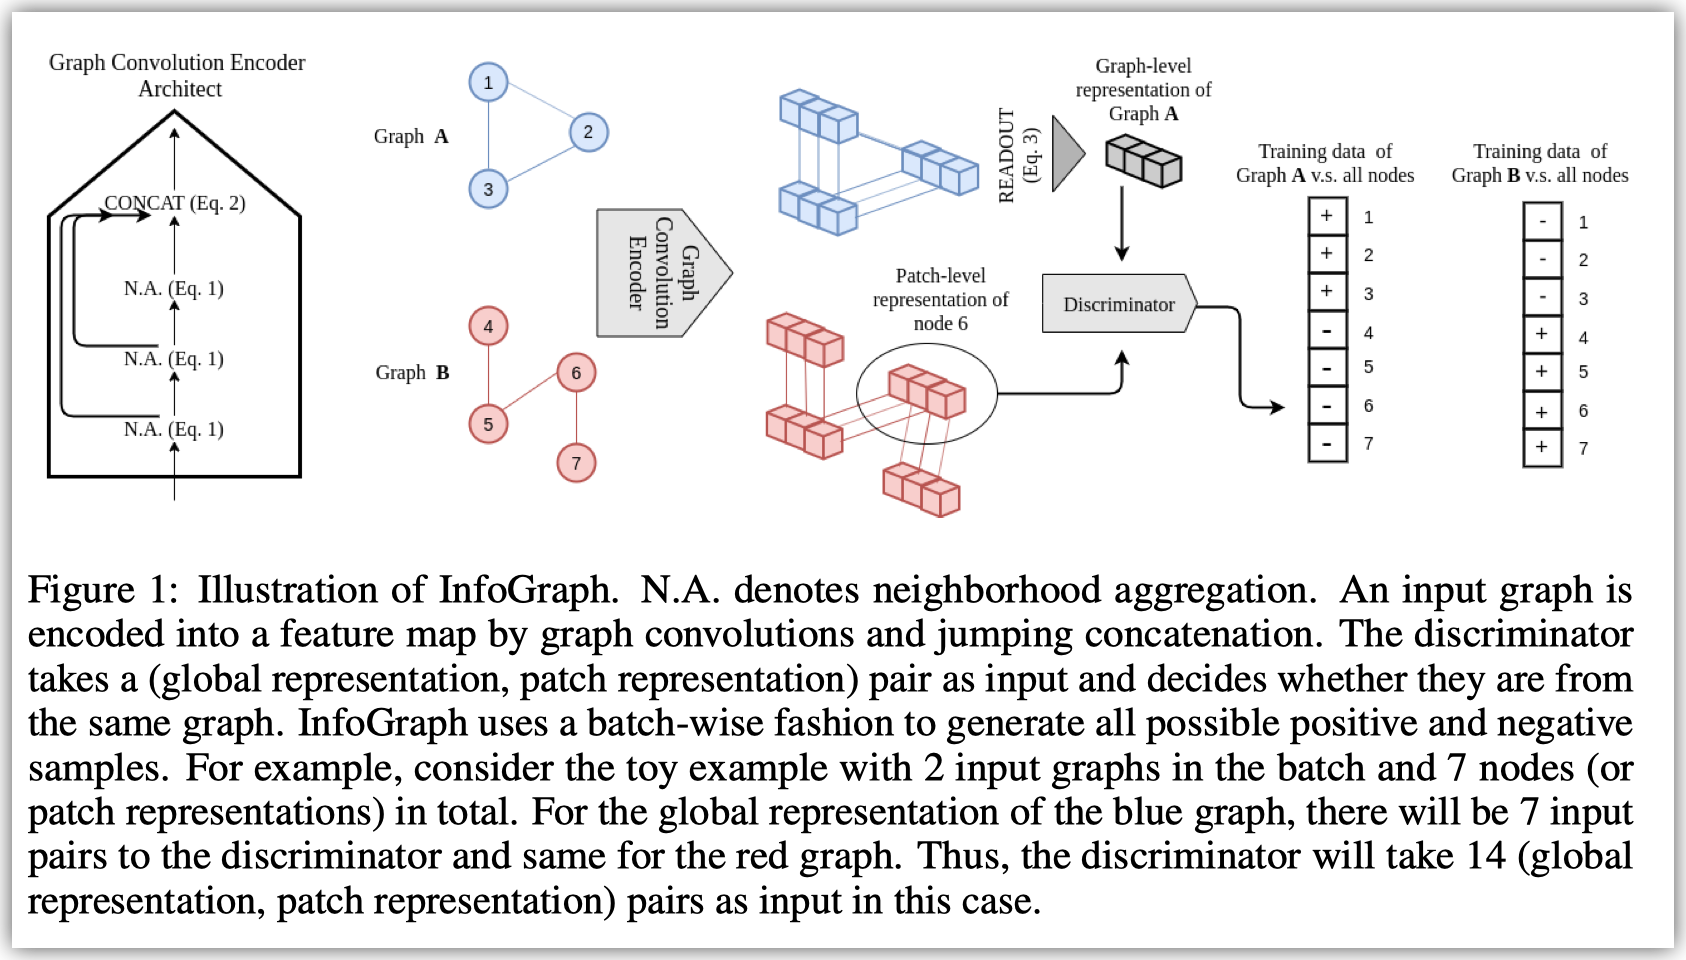 Graph Convolution Encoder
Architect
CONCAT (Eq. 2)
N.A. (Eq. 1)
N.A. (Eq. 1)
N.A. (Eq. 1)
Graph A
1
2
3
Graph B
4
5
6
7
Graph
Convolution
Encoder
READOUT
(Eq. 3)
Graph-level
representation of
Graph A
Patch-level
representation of
node 6
Discriminator
Training data of
Graph A v.s. all nodes
+ 1
+ 2
+ 3
- 4
- 5
- 6
- 7
Training data of
Graph B v.s. all nodes
- 1
- 2
- 3
+ 4
+ 5
+ 6
+ 7
Figure 1: Illustration of InfoGraph. N.A. denotes neighborhood aggregation. An input graph is
encoded into a feature map by graph convolutions and jumping concatenation. The discriminator
takes a (global representation, patch representation) pair as input and decides whether they are from
the same graph. InfoGraph uses a batch-wise fashion to generate all possible positive and negative
samples. For example, consider the toy example with 2 input graphs in the batch and 7 nodes (or
patch representations) in total. For the global representation of the blue graph, there will be 7 input
pairs to the discriminator and same for the red graph. Thus, the discriminator will take 14 (global
representation, patch representation) pairs as input in this case.